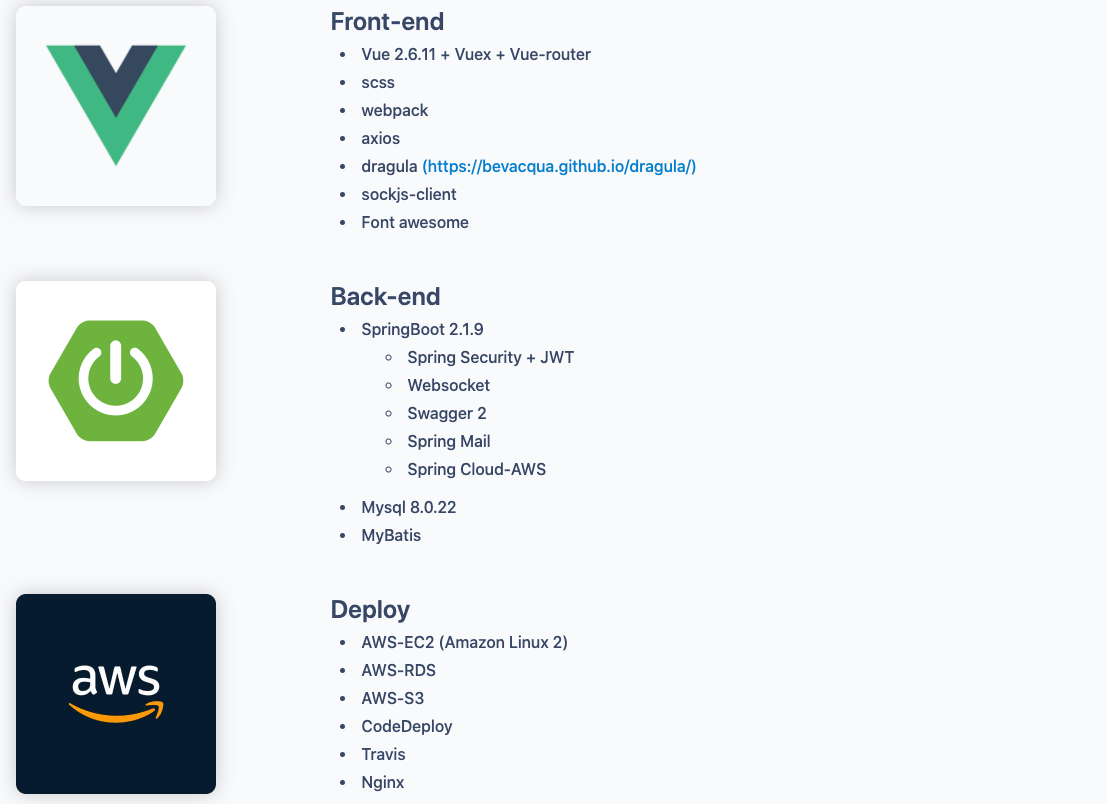 Front-end
Vue 2.6.11 + Vuex + Vue-router
scss
webpack
axios
dragula (https://bevacqua.github.io/dragula/)
sockjs-client
Font awesome
Back-end
SpringBoot 2.1.9
Spring Security + JWT
Websocket
Swagger 2
Spring Mail
Spring Cloud-AWS
Mysql 8.0.22
MyBatis
aws
Deploy
AWS-EC2 (Amazon Linux 2)
AWS-RDS
AWS-S3
CodeDeploy
Travis
Nginx